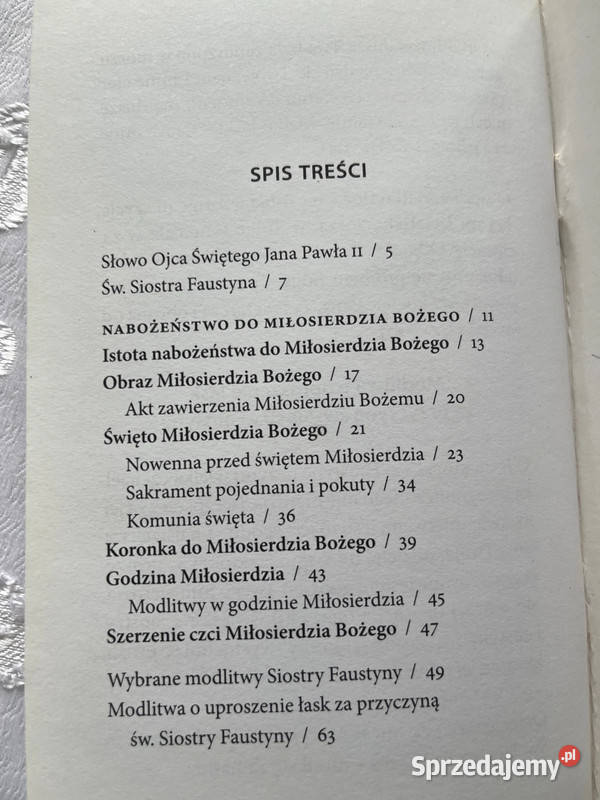 SPIS TREŚCI
Słowo Ojca Świętego Jana Pawła II / 5
Św. Siostra Faustyna / 7
NABOŻEŃSTWO DO MIŁOSIERDZIA BOŻEGO / 11
Istota nabożeństwa do Miłosierdzia Bożego / 13
Obraz Miłosierdzia Bożego / 17
Akt zawierzenia Miłosierdziu Bożemu / 20
Święto Miłosierdzia Bożego / 21
Nowenna przed świętem Miłosierdzia / 23
Sakrament pojednania i pokuty / 34
Komunia święta / 36
Koronka do Miłosierdzia Bożego / 39
Godzina Miłosierdzia / 43
Modlitwy w godzinie Miłosierdzia / 45
Szerzenie czci Miłosierdzia Bożego / 47
Wybrane modlitwy Siostry Faustyny / 49
Modlitwa o uproszenie łask za przyczyną
św. Siostry Faustyny / 63
Sprzedajemy.pl